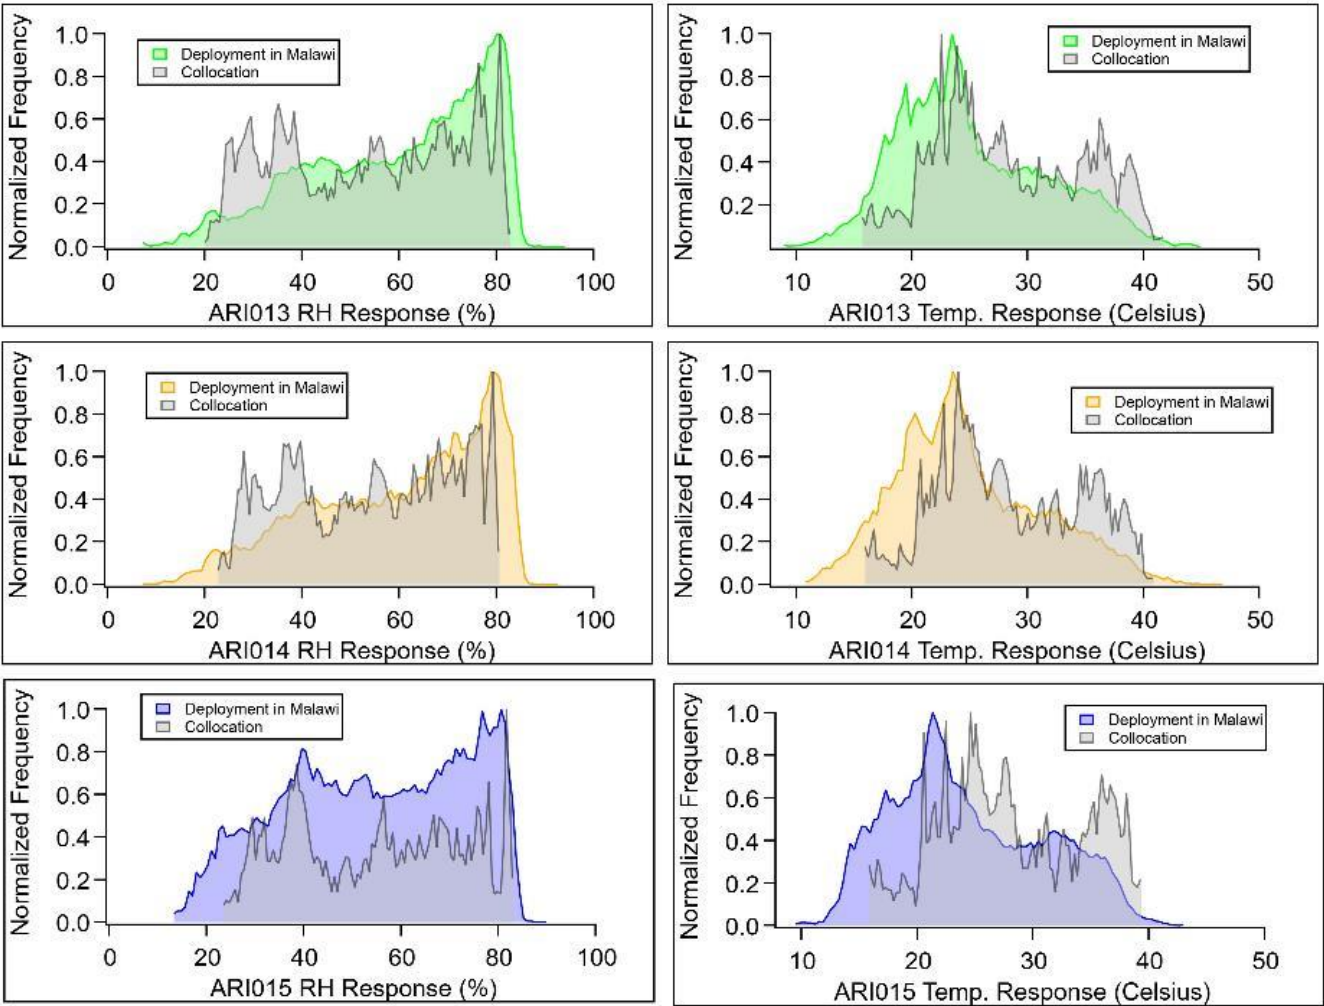 Normalized Frequency
1.0
0.8
0.6
0.4
0.2
0.0
Deployment in Malawi
Collocation
0 20 40 60 80 100
ARI013 RH Response (%)
Normalized Frequency
1.0
0.8
0.6
0.4
0.2
Deployment in Malawi
Collocation
10 20 30 40 50
ARI013 Temp. Response (Celsius)
Normalized Frequency
1.0
0.8
0.6
0.4
0.2
0.0
Deployment in Malawi
Collocation
0 20 40 60 80 100
ARI014 RH Response (%)
Normalized Frequency
1.0
0.8
0.6
0.4
0.2
0.0
Deployment in Malawi
Collocation
10 20 30 40 50
ARI014 Temp. Response (Celsius)
Normalized Frequency
1.0
0.8
0.6
0.4
0.2
0.0
Deployment in Malawi
Collocation
0 20 40 60 80 100
ARI015 RH Response (%)
Normalized Frequency
1.0
0.8
0.6
0.4
0.2
0.0
Deployment in Malawi
Collocation
10 20 30 40 50
ARI015 Temp. Response (Celsius)